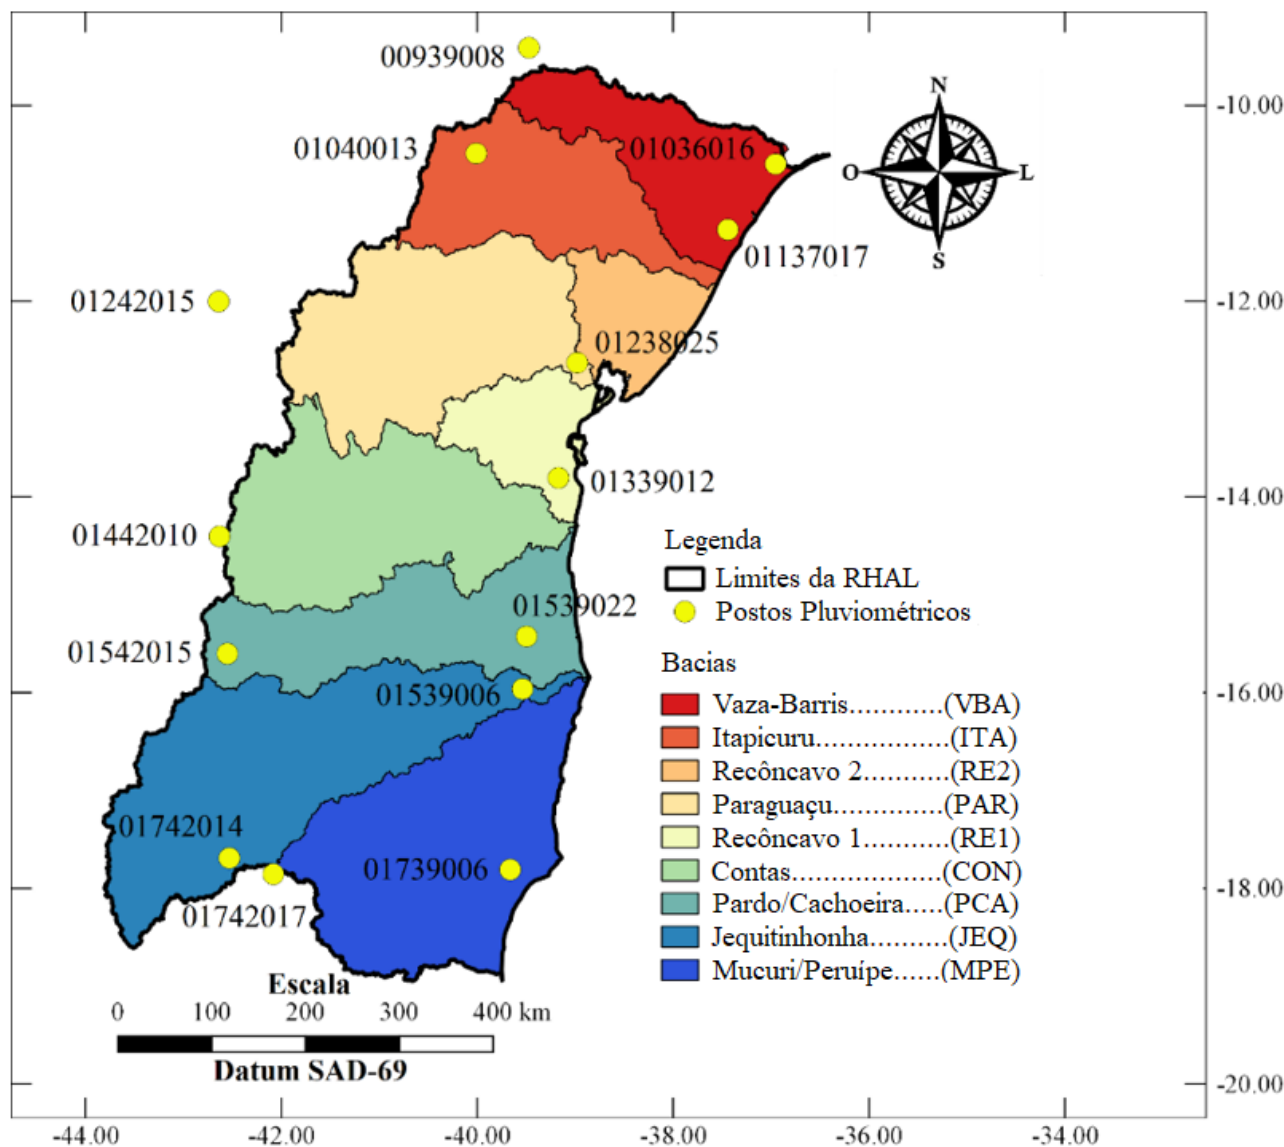 00939008
N
-10.00
01040013
01036016
O
L
S
01137017
01242015
-12.00
01238025
01339012
-14.00
01442010
Legenda
Limites da RHAL
Postos Pluviométricos
01539022
01542015
Bacias
01539006
-16.00
Vaza-Barris............(VBA)
Itapicuru.................(ITA)
Recôncavo 2...........(RE2)
Paraguaçu..............(PAR)
01742014
Recôncavo 1...........(RE1)
01739006
Contas...................(CON)
-18.00
Pardo/Cachoeira.....(PCA)
01742017
Jequitinhonha..........(JEQ)
Mucuri/Peruípe......(MPE)
Escala
0 100 200 300 400 km
Datum SAD-69
-20.00
-44.00 -42.00 -40.00 -38.00 -36.00 -34.00